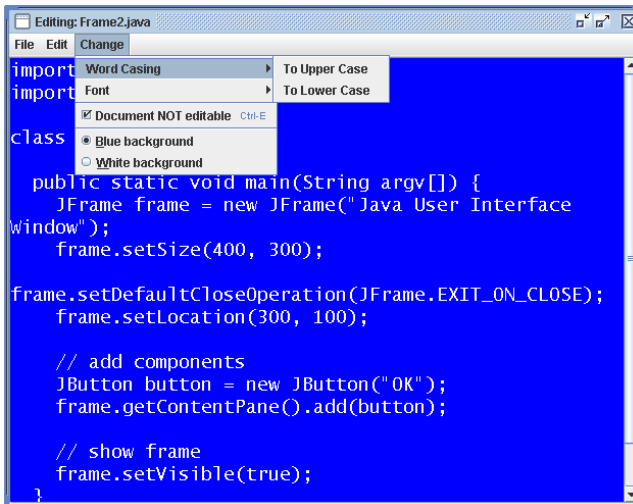 Editing: Frame2.java
File Edit Change
Word Casing
Font
Document NOT editable Ctrl-E
Blue background
White background
To Upper Case
To Lower Case
import
import
class
public static void main(String argv[]) {
JFrame frame = new JFrame("Java User Interface
Window");
frame.setSize(400, 300);
frame.setDefaultCloseOperation(JFrame.EXIT_ON_CLOSE);
frame.setLocation(300, 100);
// add components
JButton button = new JButton("OK");
frame.getContentPane().add(button);
// show frame
frame.setVisible(true);
}